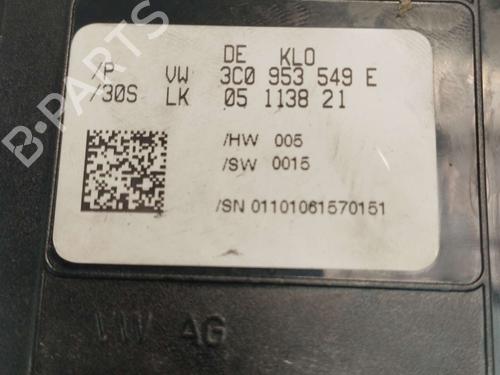 DE KLO
/P VW 3C0 953 549 E
/30S LK 05 1138 21
/HW 005
/SW 0015
/SN 01101061570151
VW AG
B-PARTS